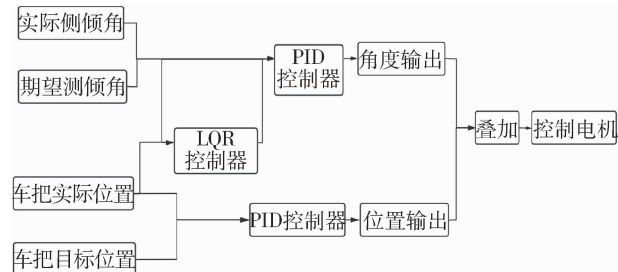 实际侧倾角
期望测倾角
PID
控制器
角度输出
LQR
控制器
叠加
控制电机
车把实际位置
PID控制器
位置输出
车把目标位置